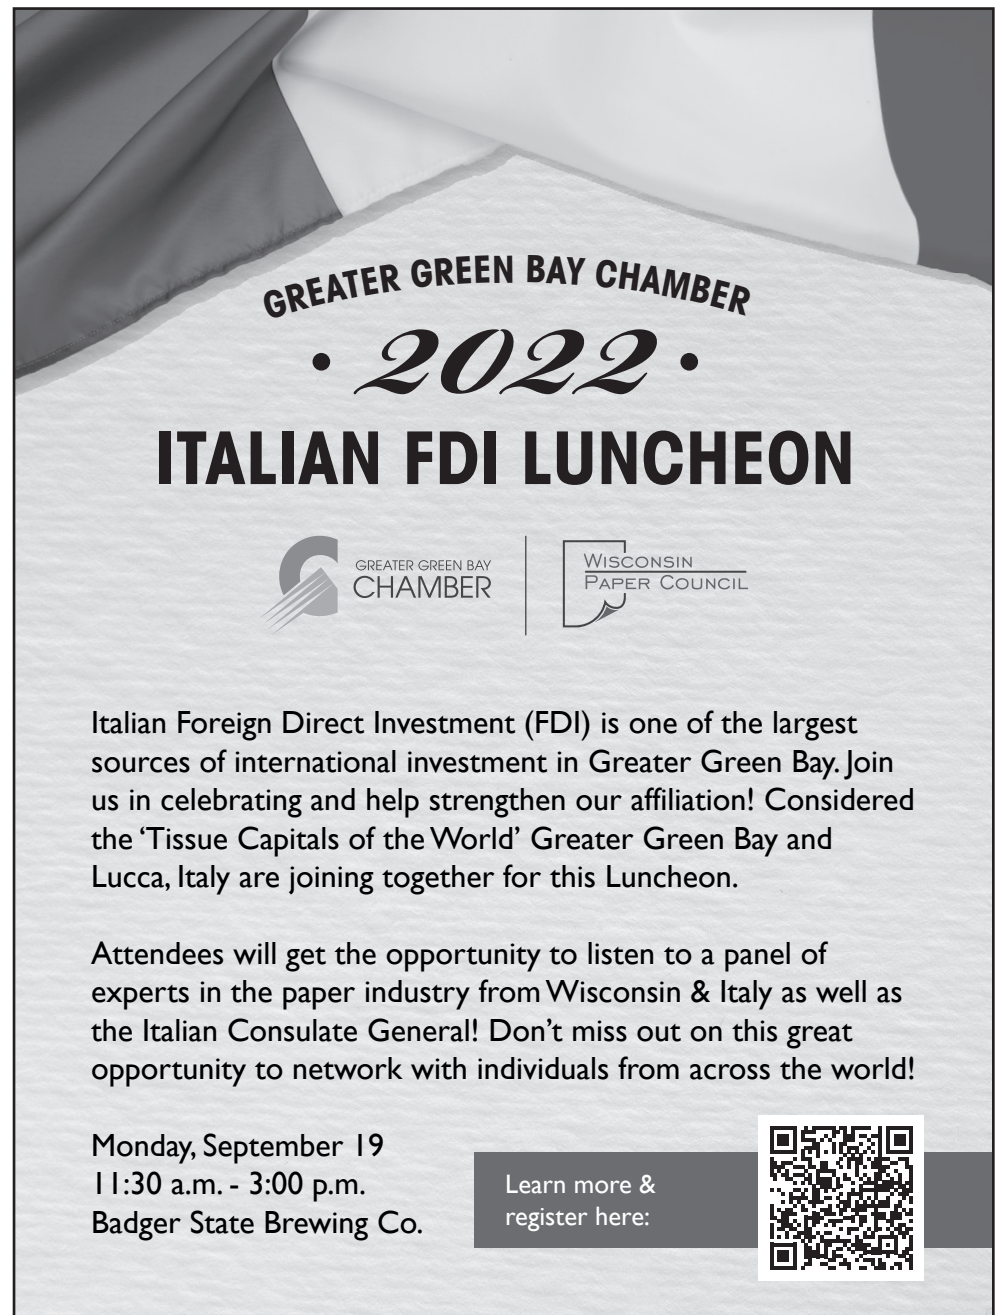 GREATER GREEN BAY CHAMBER
• 2022 •
ITALIAN FDI LUNCHEON
GREATER GREEN BAY
CHAMBER
WISCONSIN
PAPER COUNCIL
Italian Foreign Direct Investment (FDI) is one of the largest
sources of international investment in Greater Green Bay. Join
us in celebrating and help strengthen our affiliation! Considered
the ‘Tissue Capitals of the World’ Greater Green Bay and
Lucca, Italy are joining together for this Luncheon.
Attendees will get the opportunity to listen to a panel of
experts in the paper industry from Wisconsin & Italy as well as
the Italian Consulate General! Don’t miss out on this great
opportunity to network with individuals from across the world!
Monday, September 19
11:30 a.m. - 3:00 p.m.
Badger State Brewing Co.
Learn more &
register here: